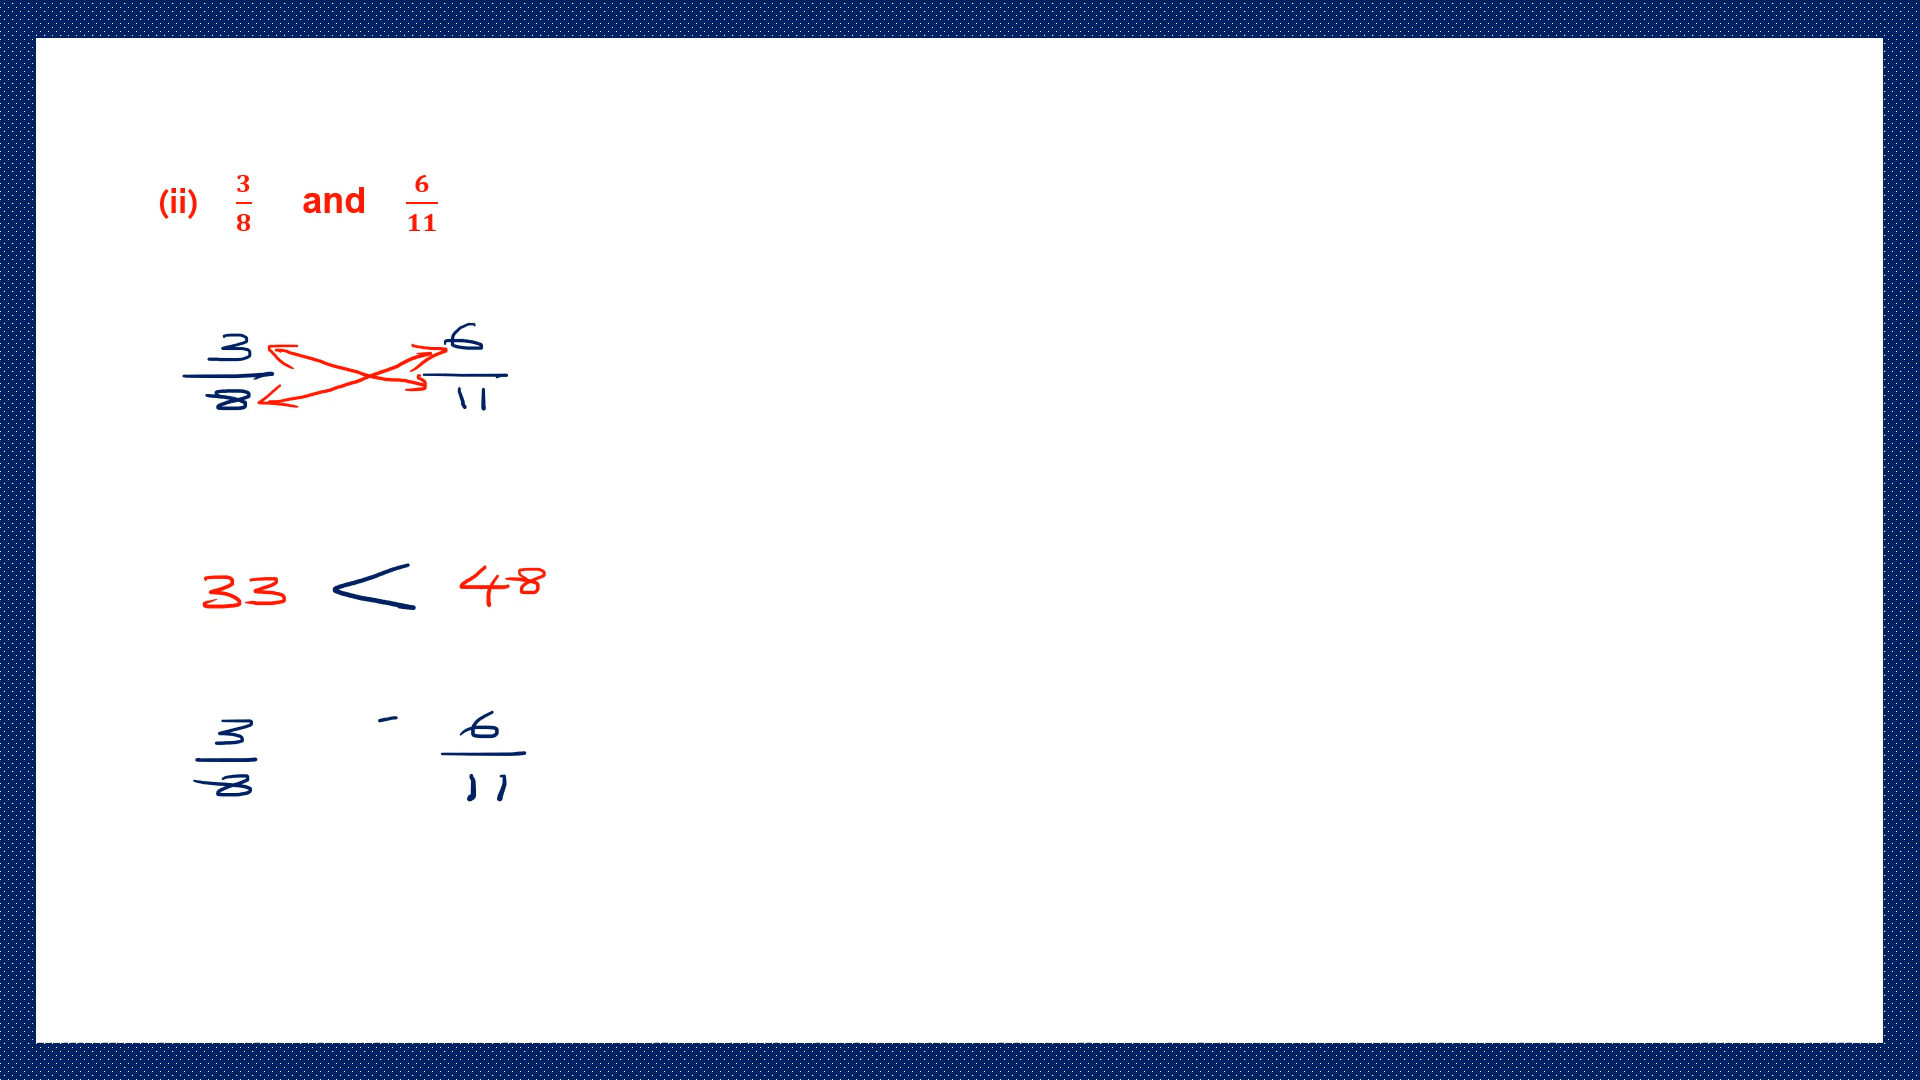 (ii) 3/8 and 6/11
3/8 6/11
33 < 48
3/8 - 6/11